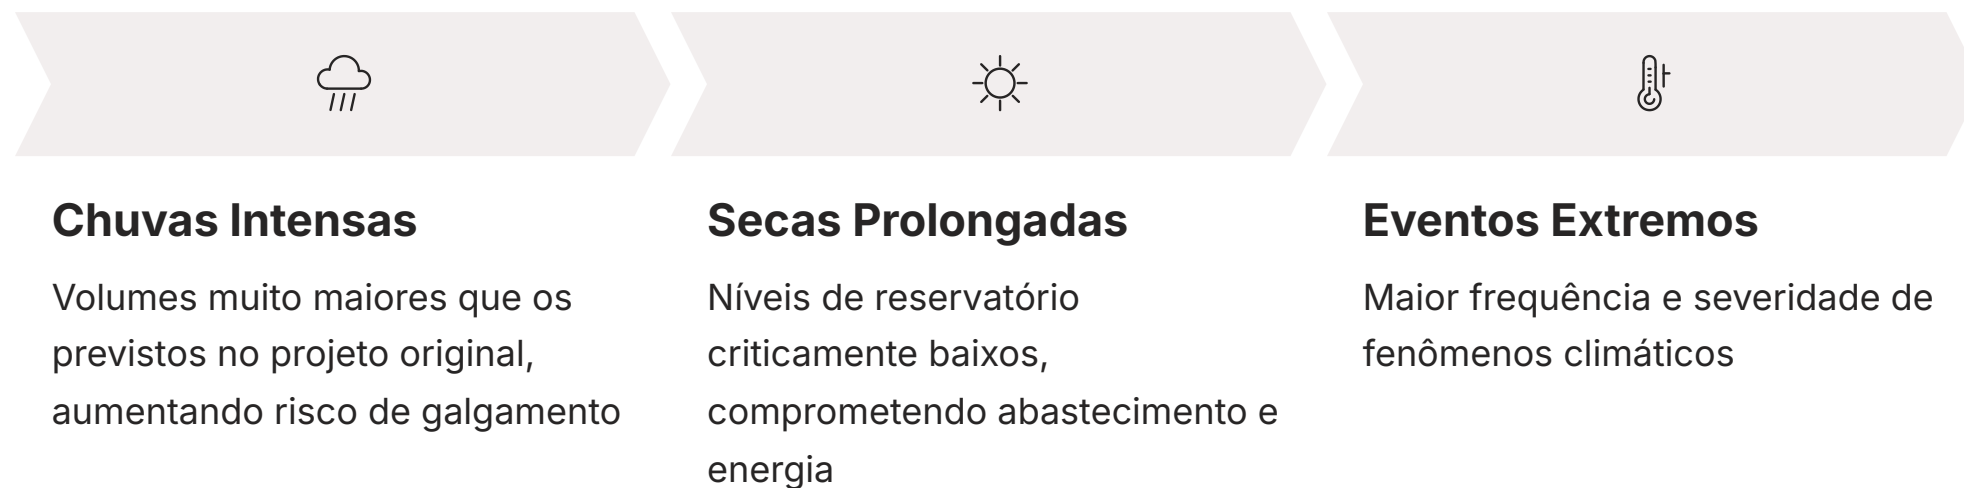 Chuvas Intensas
Volumes muito maiores que os
previstos no projeto original,
aumentando risco de galgamento
Secas Prolongadas
Níveis de reservatório
criticamente baixos,
comprometendo abastecimento e
energia
Eventos Extremos
Maior frequência e severidade de
fenômenos climáticos